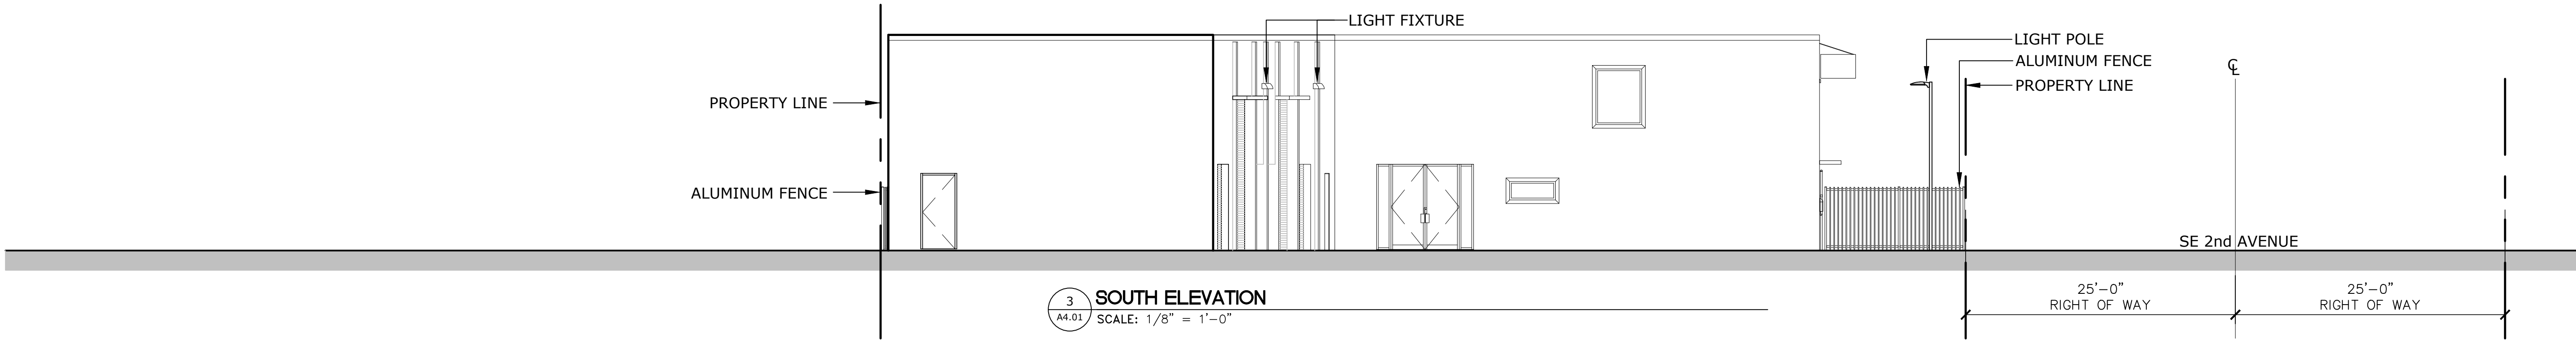 LIGHT FIXTURE
LIGHT POLE
ALUMINUM FENCE
PROPERTY LINE
PROPERTY LINE
ALUMINUM FENCE
℄
SE 2nd AVENUE
3
A4.01
SOUTH ELEVATION
SCALE: 1/8" = 1'-0"
25'-0"
RIGHT OF WAY
25'-0"
RIGHT OF WAY